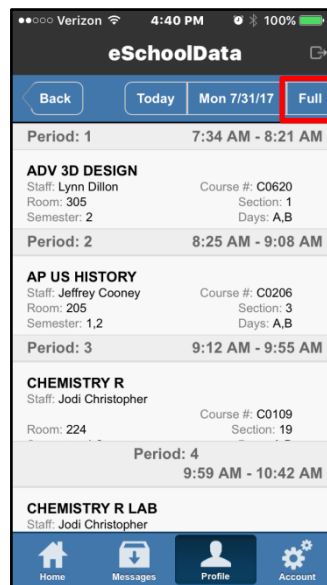 Verizon 4:40 PM 100%
eSchoolData
Back Today Mon 7/31/17 Full
Period: 1 7:34 AM - 8:21 AM
ADV 3D DESIGN
Staff: Lynn Dillon Course #: C0620
Room: 305 Section: 1
Semester: 2 Days: A,B
Period: 2 8:25 AM - 9:08 AM
AP US HISTORY
Staff: Jeffrey Cooney Course #: C0206
Room: 205 Section: 3
Semester: 1,2 Days: A,B
Period: 3 9:12 AM - 9:55 AM
CHEMISTRY R
Staff: Jodi Christopher
Course #: C0109
Room: 224 Section: 19
Period: 4
9:59 AM - 10:42 AM
CHEMISTRY R LAB
Staff: Jodi Christopher
Home Messages Profile Account